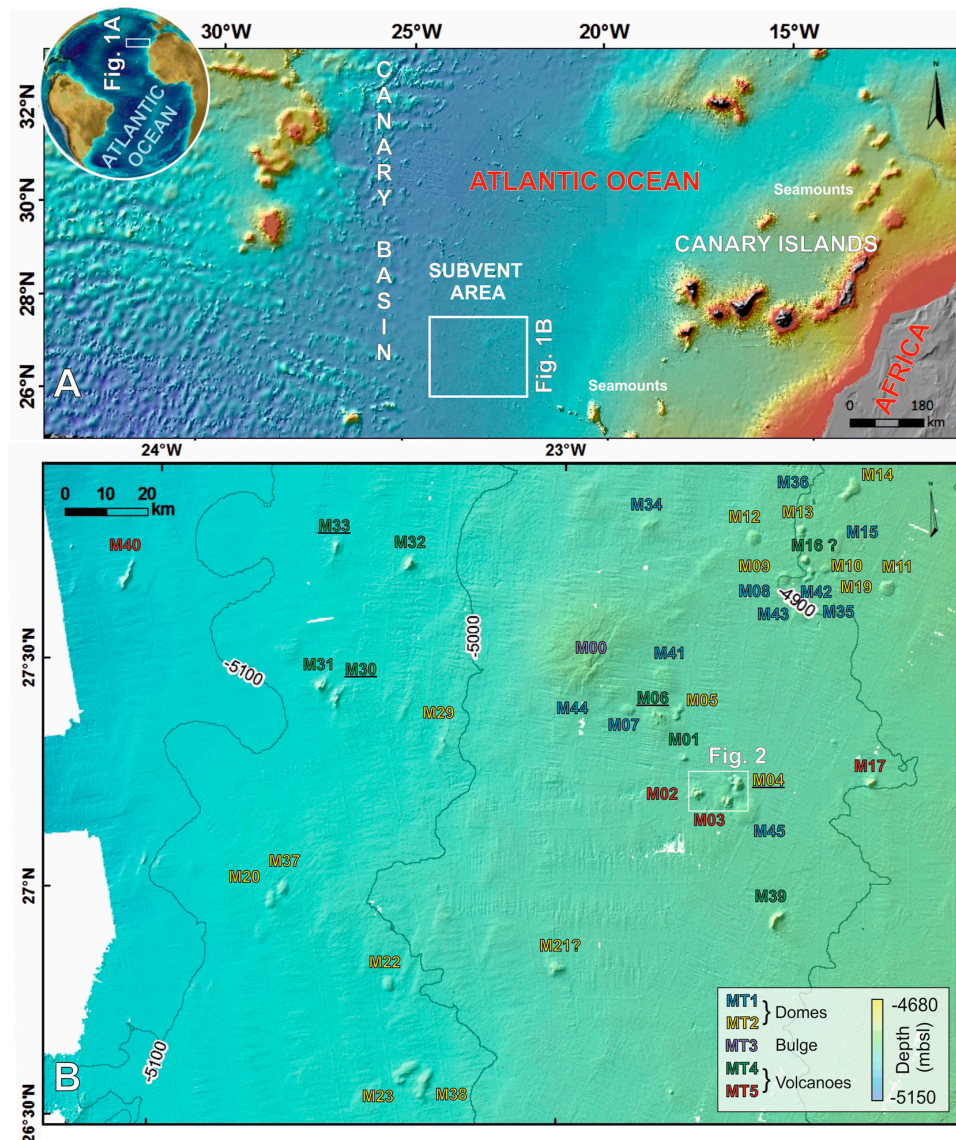 Fig. 1A
ATLANTIC
OCEAN
30°W
20°W
15°W
32°N
30°N
28°N
26°N
CANARY BASIN
ATLANTIC OCEAN
Seamounts
CANARY ISLANDS
SUBVENT
AREA
Fig. 1B
Seamounts
AFRICA
N
0 180
km
A
24°W
23°W
0 10 20
km
N
M14
M36
M34
M13
M12
M33
M32
M15
M16 ?
M40
M09
M10
M11
M08
M42
M19
-4900
M43
M35
-5000
27°30'N
M00
M41
M31
M30
-5100
M06
M05
M29
M44
M07
M01
Fig. 2
M17
M04
M02
M03
M45
M37
27°N
M20
M39
M21?
M22
-5100
B
M23
M38
26°30'N
MT1
MT2
Domes
MT3
Bulge
MT4
MT5
Volcanoes
Depth
(mbsl)
-4680
-5150